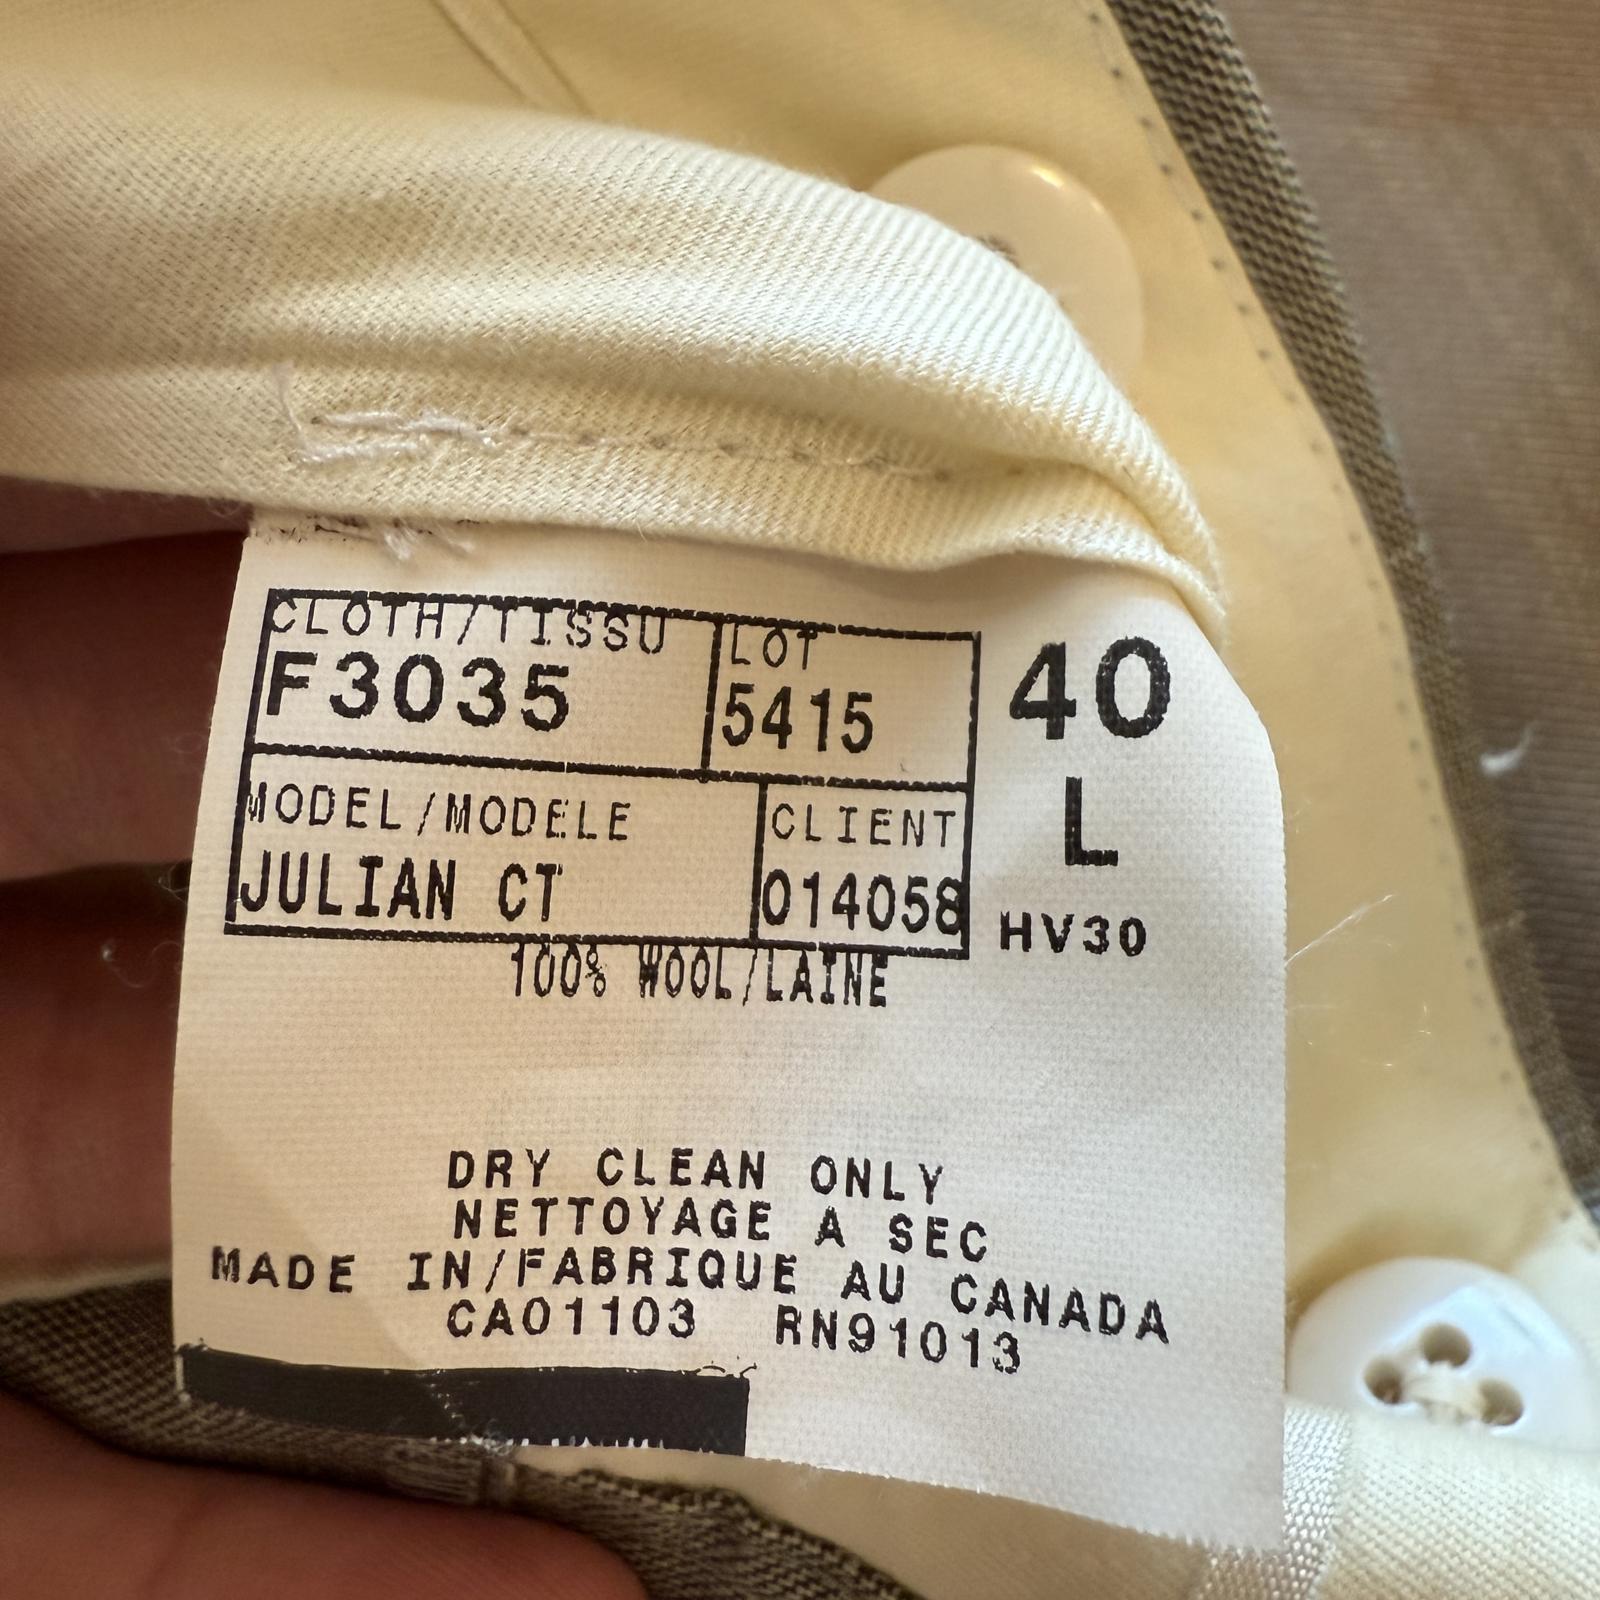 CLOTH/TISSU LOT
F3035 5415
40
L
MODEL/MODELE CLIENT
JULIAN CT 014058
HV30
100% WOOL/LAINE
DRY CLEAN ONLY
NETTOYAGE A SEC
MADE IN/FABRIQUE AU CANADA
CA01103 RN91013